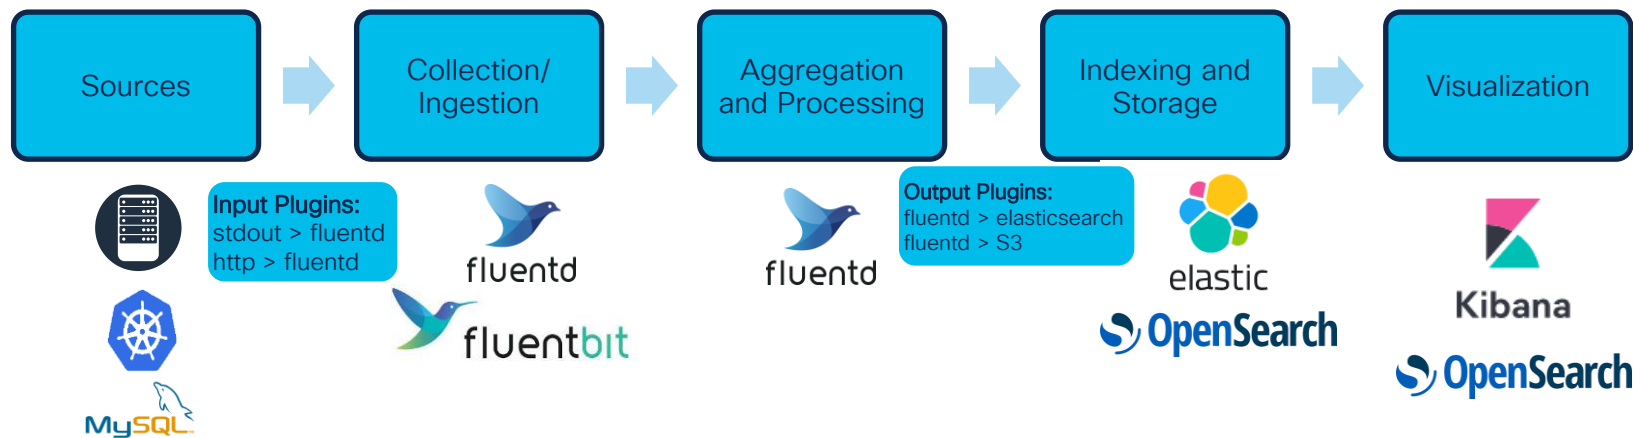 Sources
Collection/
Ingestion
Aggregation
and Processing
Indexing and
Storage
Visualization
Input Plugins:
stdout > fluentd
http > fluentd
fluentd
fluentbit
fluentd
Output Plugins:
fluentd > elasticsearch
fluentd > S3
elastic
OpenSearch
Kibana
OpenSearch
MySQL